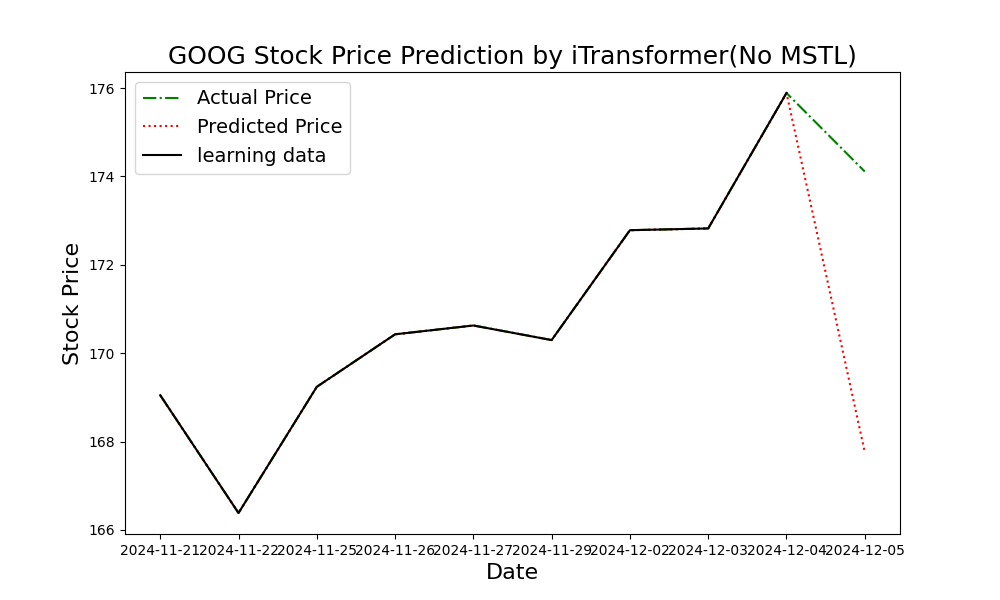 GOOG Stock Price Prediction by iTransformer(No MSTL)
Actual Price
Predicted Price
learning data
Stock Price
176
174
172
170
168
166
2024-11-21
2024-11-22
2024-11-25
2024-11-26
2024-11-27
2024-11-29
2024-12-02
2024-12-03
2024-12-04
2024-12-05
Date